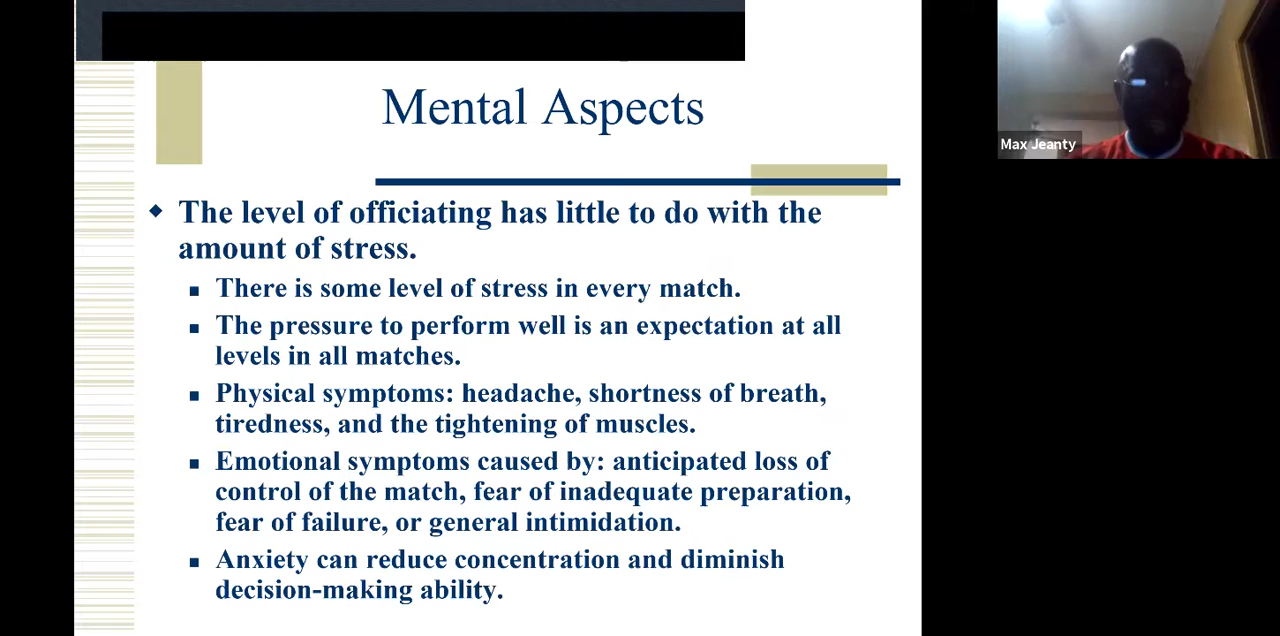 Mental Aspects
The level of officiating has little to do with the
amount of stress.
There is some level of stress in every match.
The pressure to perform well is an expectation at all
levels in all matches.
Physical symptoms: headache, shortness of breath,
tiredness, and the tightening of muscles.
Emotional symptoms caused by: anticipated loss of
control of the match, fear of inadequate preparation,
fear of failure, or general intimidation.
Anxiety can reduce concentration and diminish
decision-making ability.
Max Jeanty